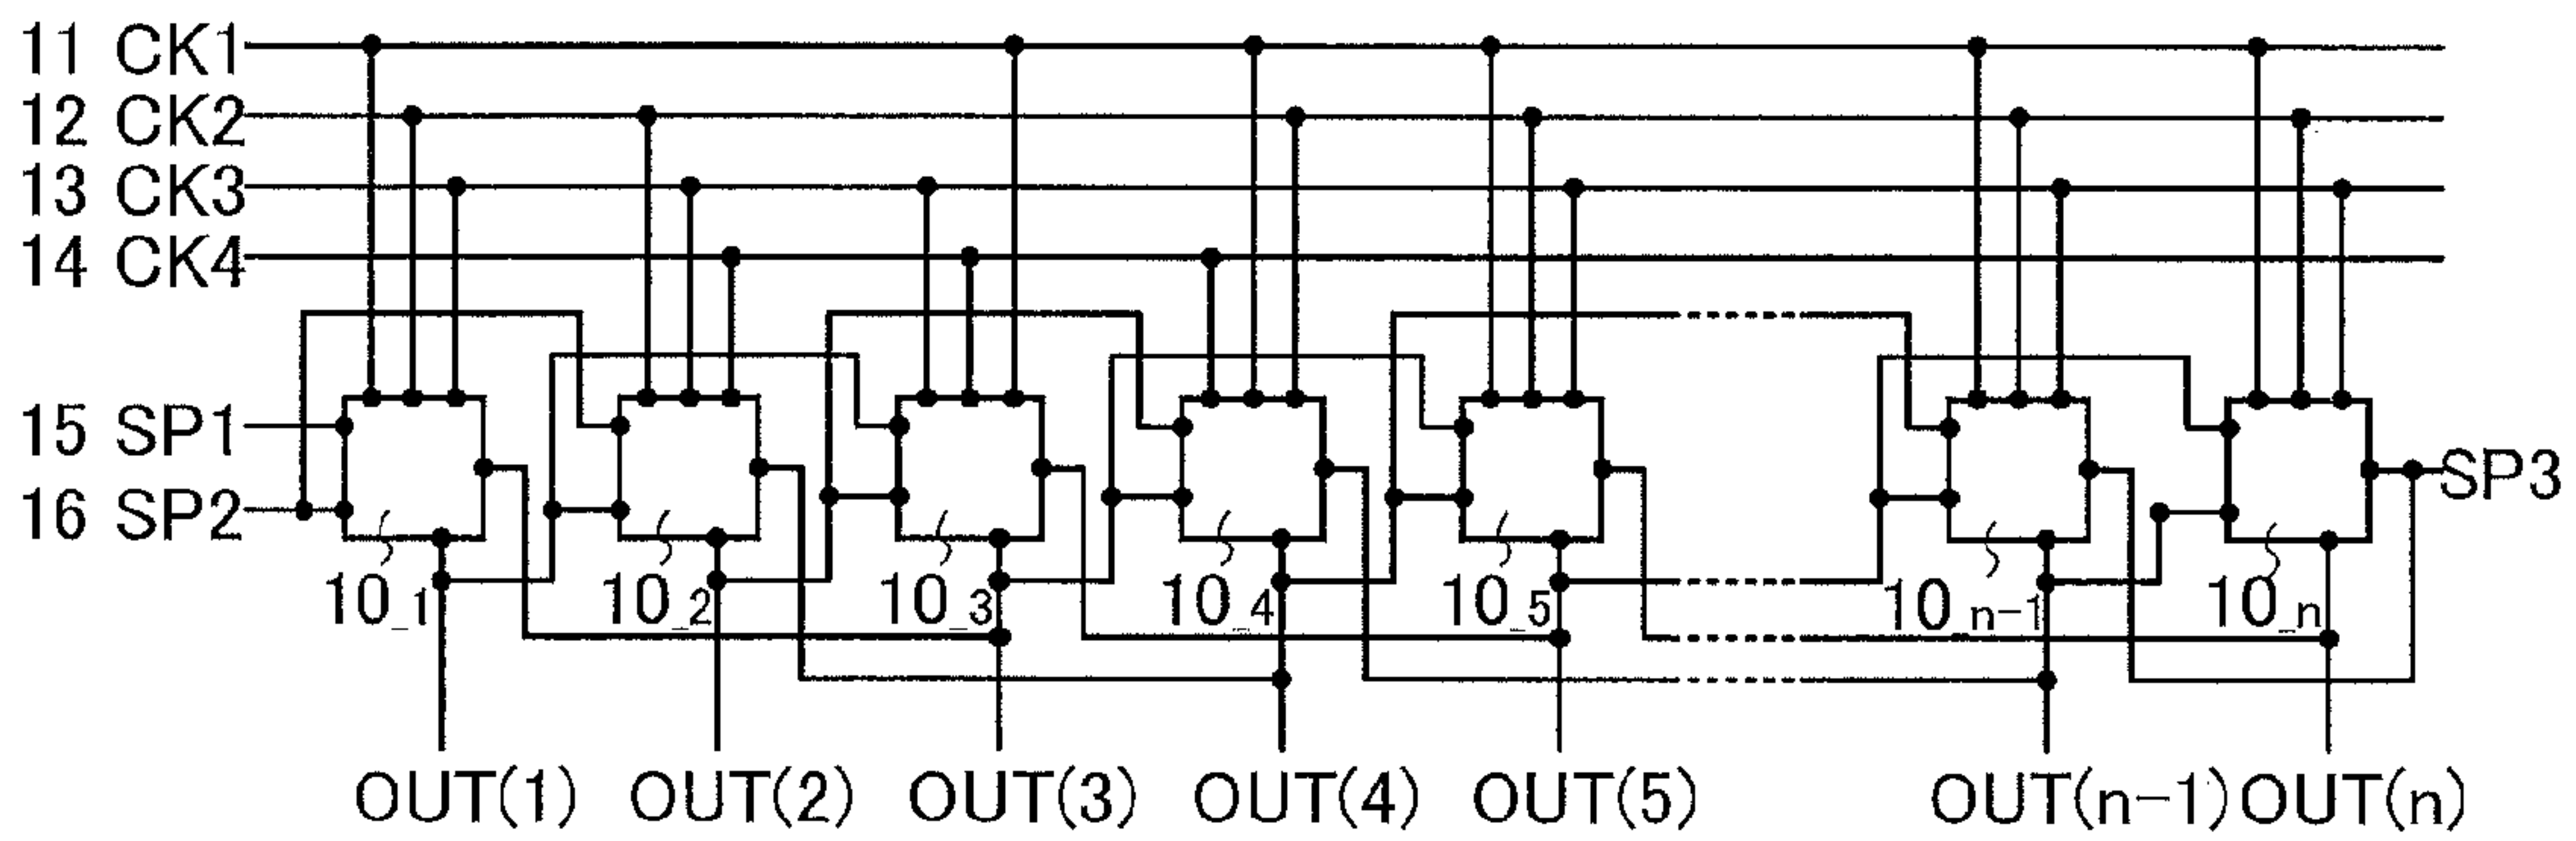 11 CK1
12 CK2
13 CK3
14 CK4
15 SP1
16 SP2
SP3
10_1 10_2 10_3 10_4 10_5 10_n-1 10_n
OUT(1) OUT(2) OUT(3) OUT(4) OUT(5) OUT(n-1) OUT(n)